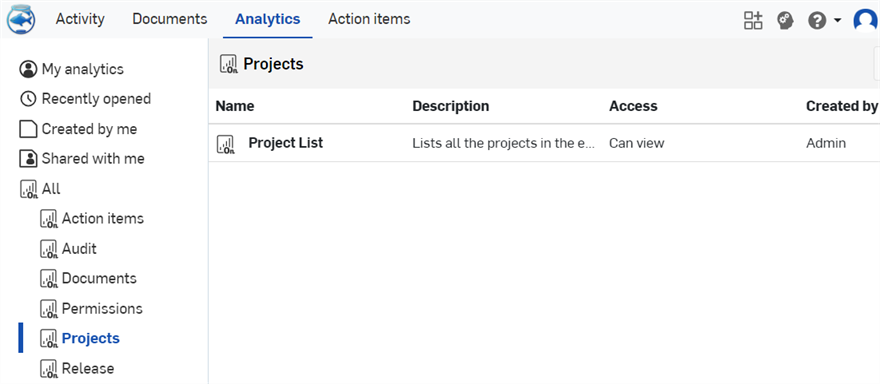 Activity Documents Analytics Action items
My analytics
Recently opened
Created by me
Shared with me
All
Action items
Audit
Documents
Permissions
Projects
Release
Projects
Name Description Access Created by
Project List Lists all the projects in the e... Can view Admin